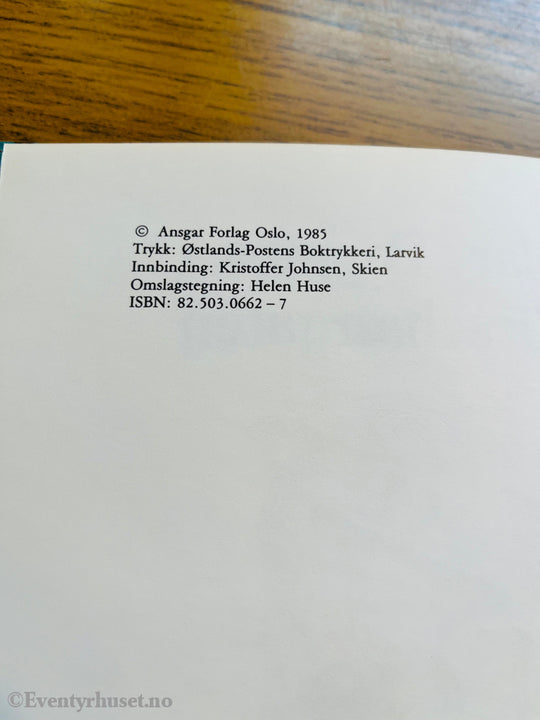 © Ansgar Forlag Oslo, 1985
Trykk: Østlands-Postens Boktrykkeri, Larvik
Innbinding: Kristoffer Johnsen, Skien
Omslagstegning: Helen Huse
ISBN: 82.503.0662 – 7
©Eventyrhuset.no